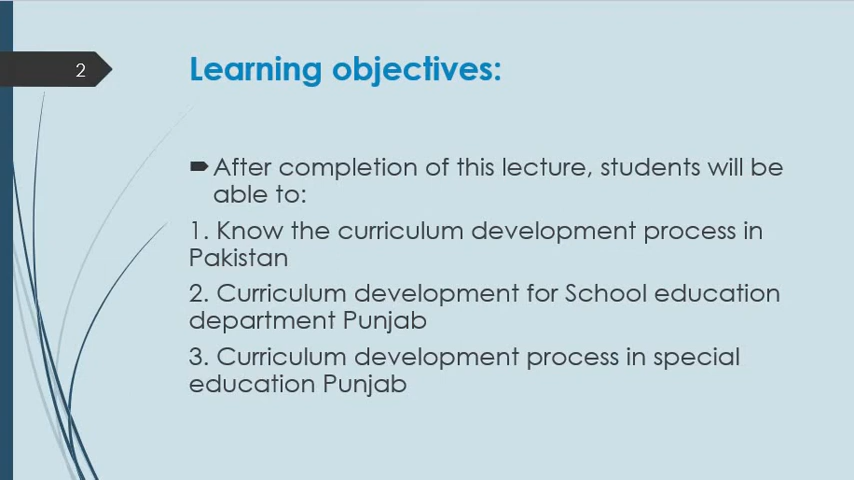 2
Learning objectives:
After completion of this lecture, students will be
able to:
1. Know the curriculum development process in
Pakistan
2. Curriculum development for School education
department Punjab
3. Curriculum development process in special
education Punjab